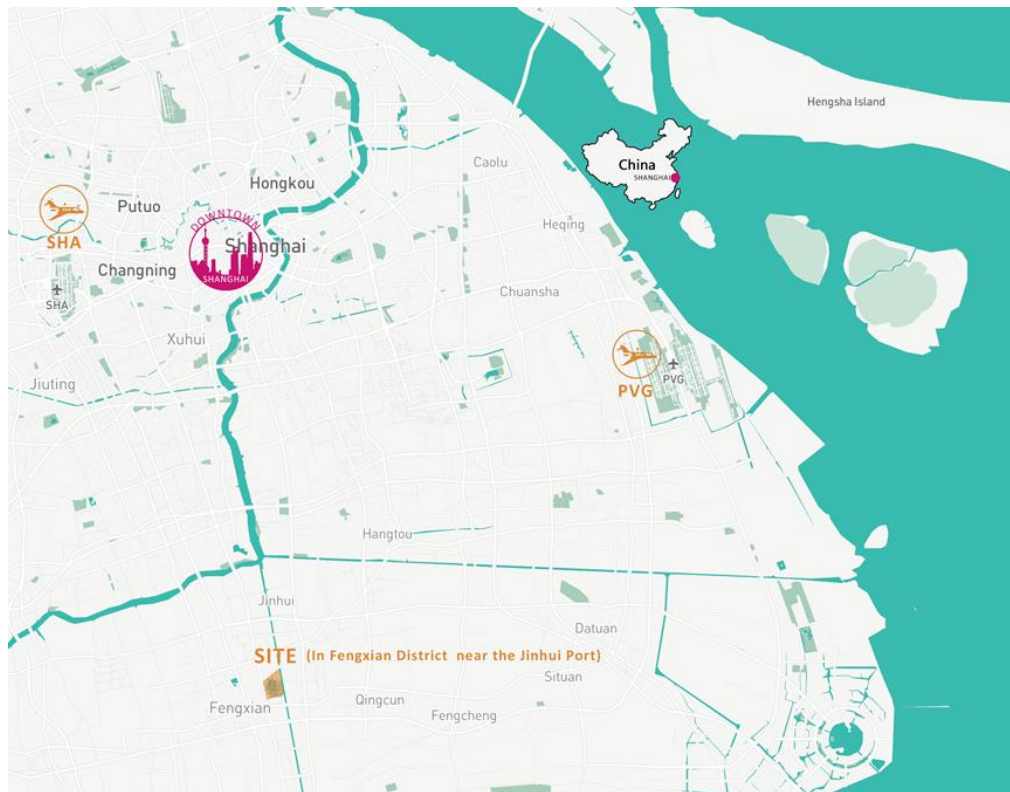 Hengsha Island
China
SHANGHAI
Caolu
Hongkou
Putuo
DOWNTOWN
Shanghai
SHANGHAI
SHA
Changning
SHA
Heqing
Chuansha
Xuhui
Jiuting
PVG
PVG
Hangtou
Jinhui
Datuan
SITE (In Fengxian District near the Jinhui Port)
Situan
Qingcun
Fengxian
Fengcheng